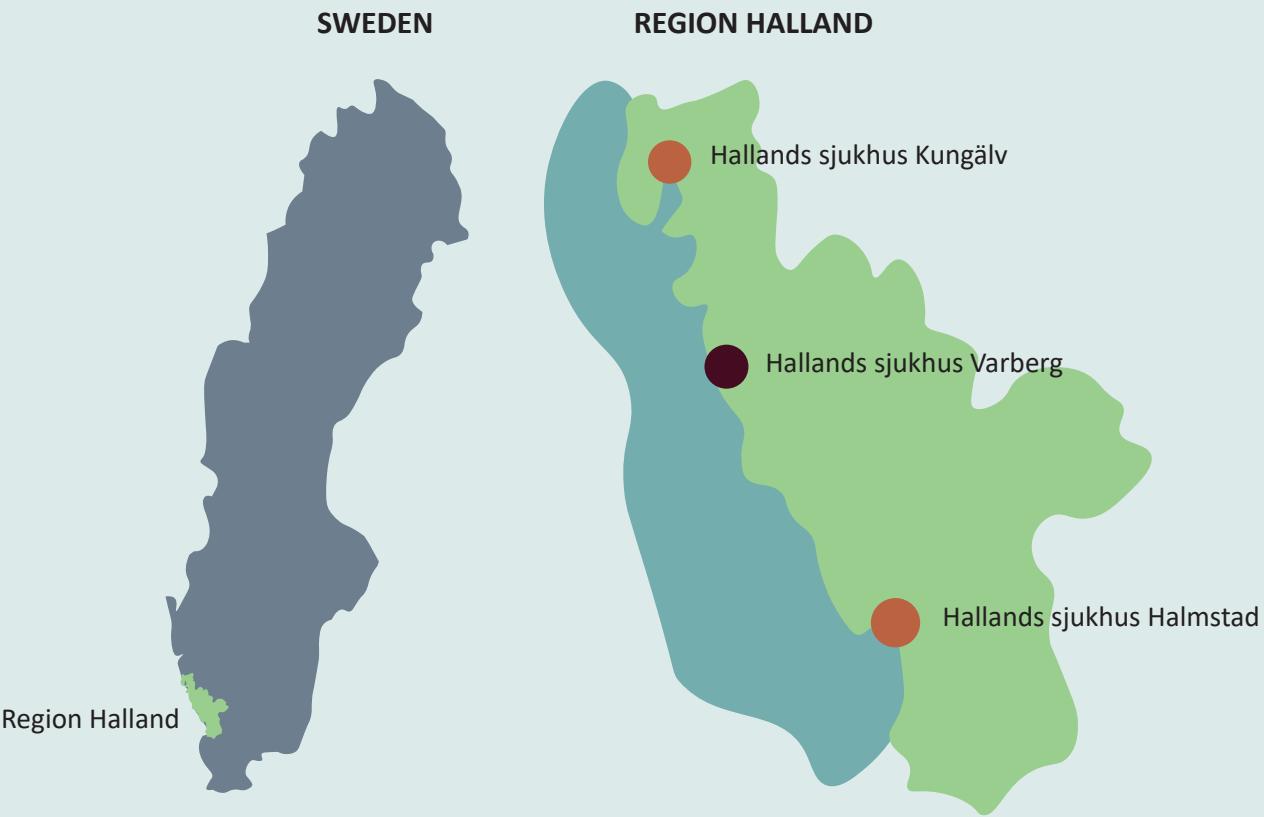 SWEDEN
REGION HALLAND
Hallands sjukhus Kungälv
Hallands sjukhus Varberg
Hallands sjukhus Halmstad
Region Halland